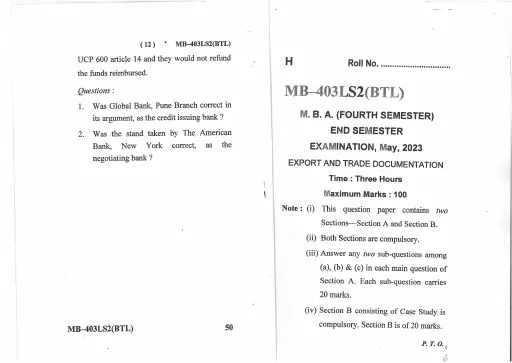 ( 12 ) MB-403LS2(BTL)
UCP 600 article 14 and they would not refund
the funds reimbursed.
Questions :
1. Was Global Bank, Pune Branch correct in
its argument, as the credit issuing bank ?
2. Was the stand taken by The American
Bank, New York correct, as the
negotiating bank ?
MB-403LS2(BTL) 50
H Roll No. ..............................
MB-403LS2(BTL)
M. B. A. (FOURTH SEMESTER)
END SEMESTER
EXAMINATION, May, 2023
EXPORT AND TRADE DOCUMENTATION
Time : Three Hours
Maximum Marks : 100
Note : (i) This question paper contains two
Sections—Section A and Section B.
(ii) Both Sections are compulsory.
(iii) Answer any two sub-questions among
(a), (b) & (c) in each main question of
Section A. Each sub-question carries
20 marks.
(iv) Section B consisting of Case Study is
compulsory. Section B is of 20 marks.
P. T. O.